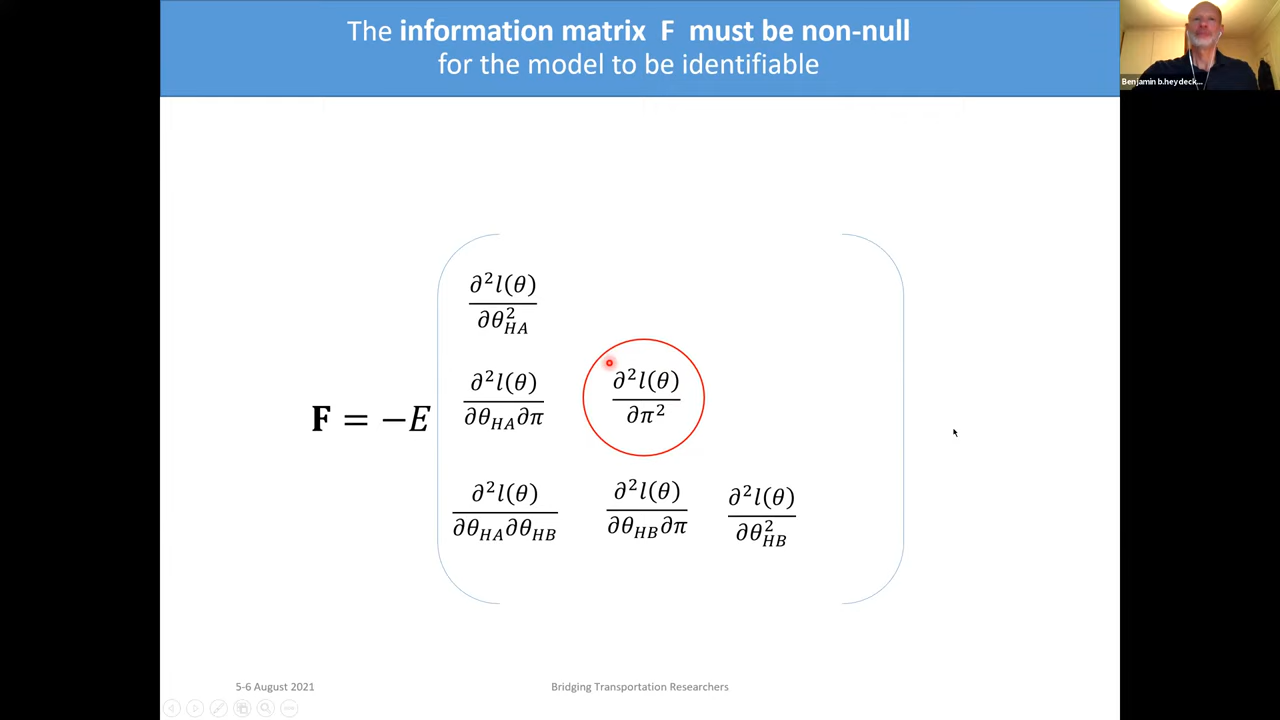 The information matrix F must be non-null
for the model to be identifiable
Benjamin b.heydeck...
∂²l(θ)
∂θ²_HA
∂²l(θ)
∂θ_HA∂π
∂²l(θ)
∂π²
F = −E
∂²l(θ)
∂θ_HA∂θ_HB
∂²l(θ)
∂θ_HB∂π
∂²l(θ)
∂θ²_HB
5-6 August 2021
Bridging Transportation Researchers